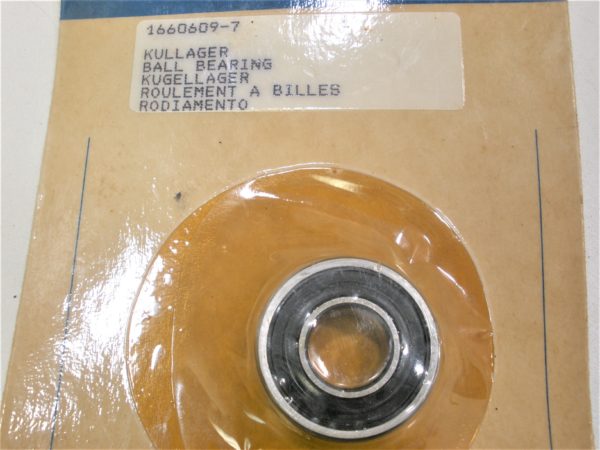 1660609-7
KULLAGER
BALL BEARING
KUGELLAGER
ROULEMENT A BILLES
RODIAMENTO